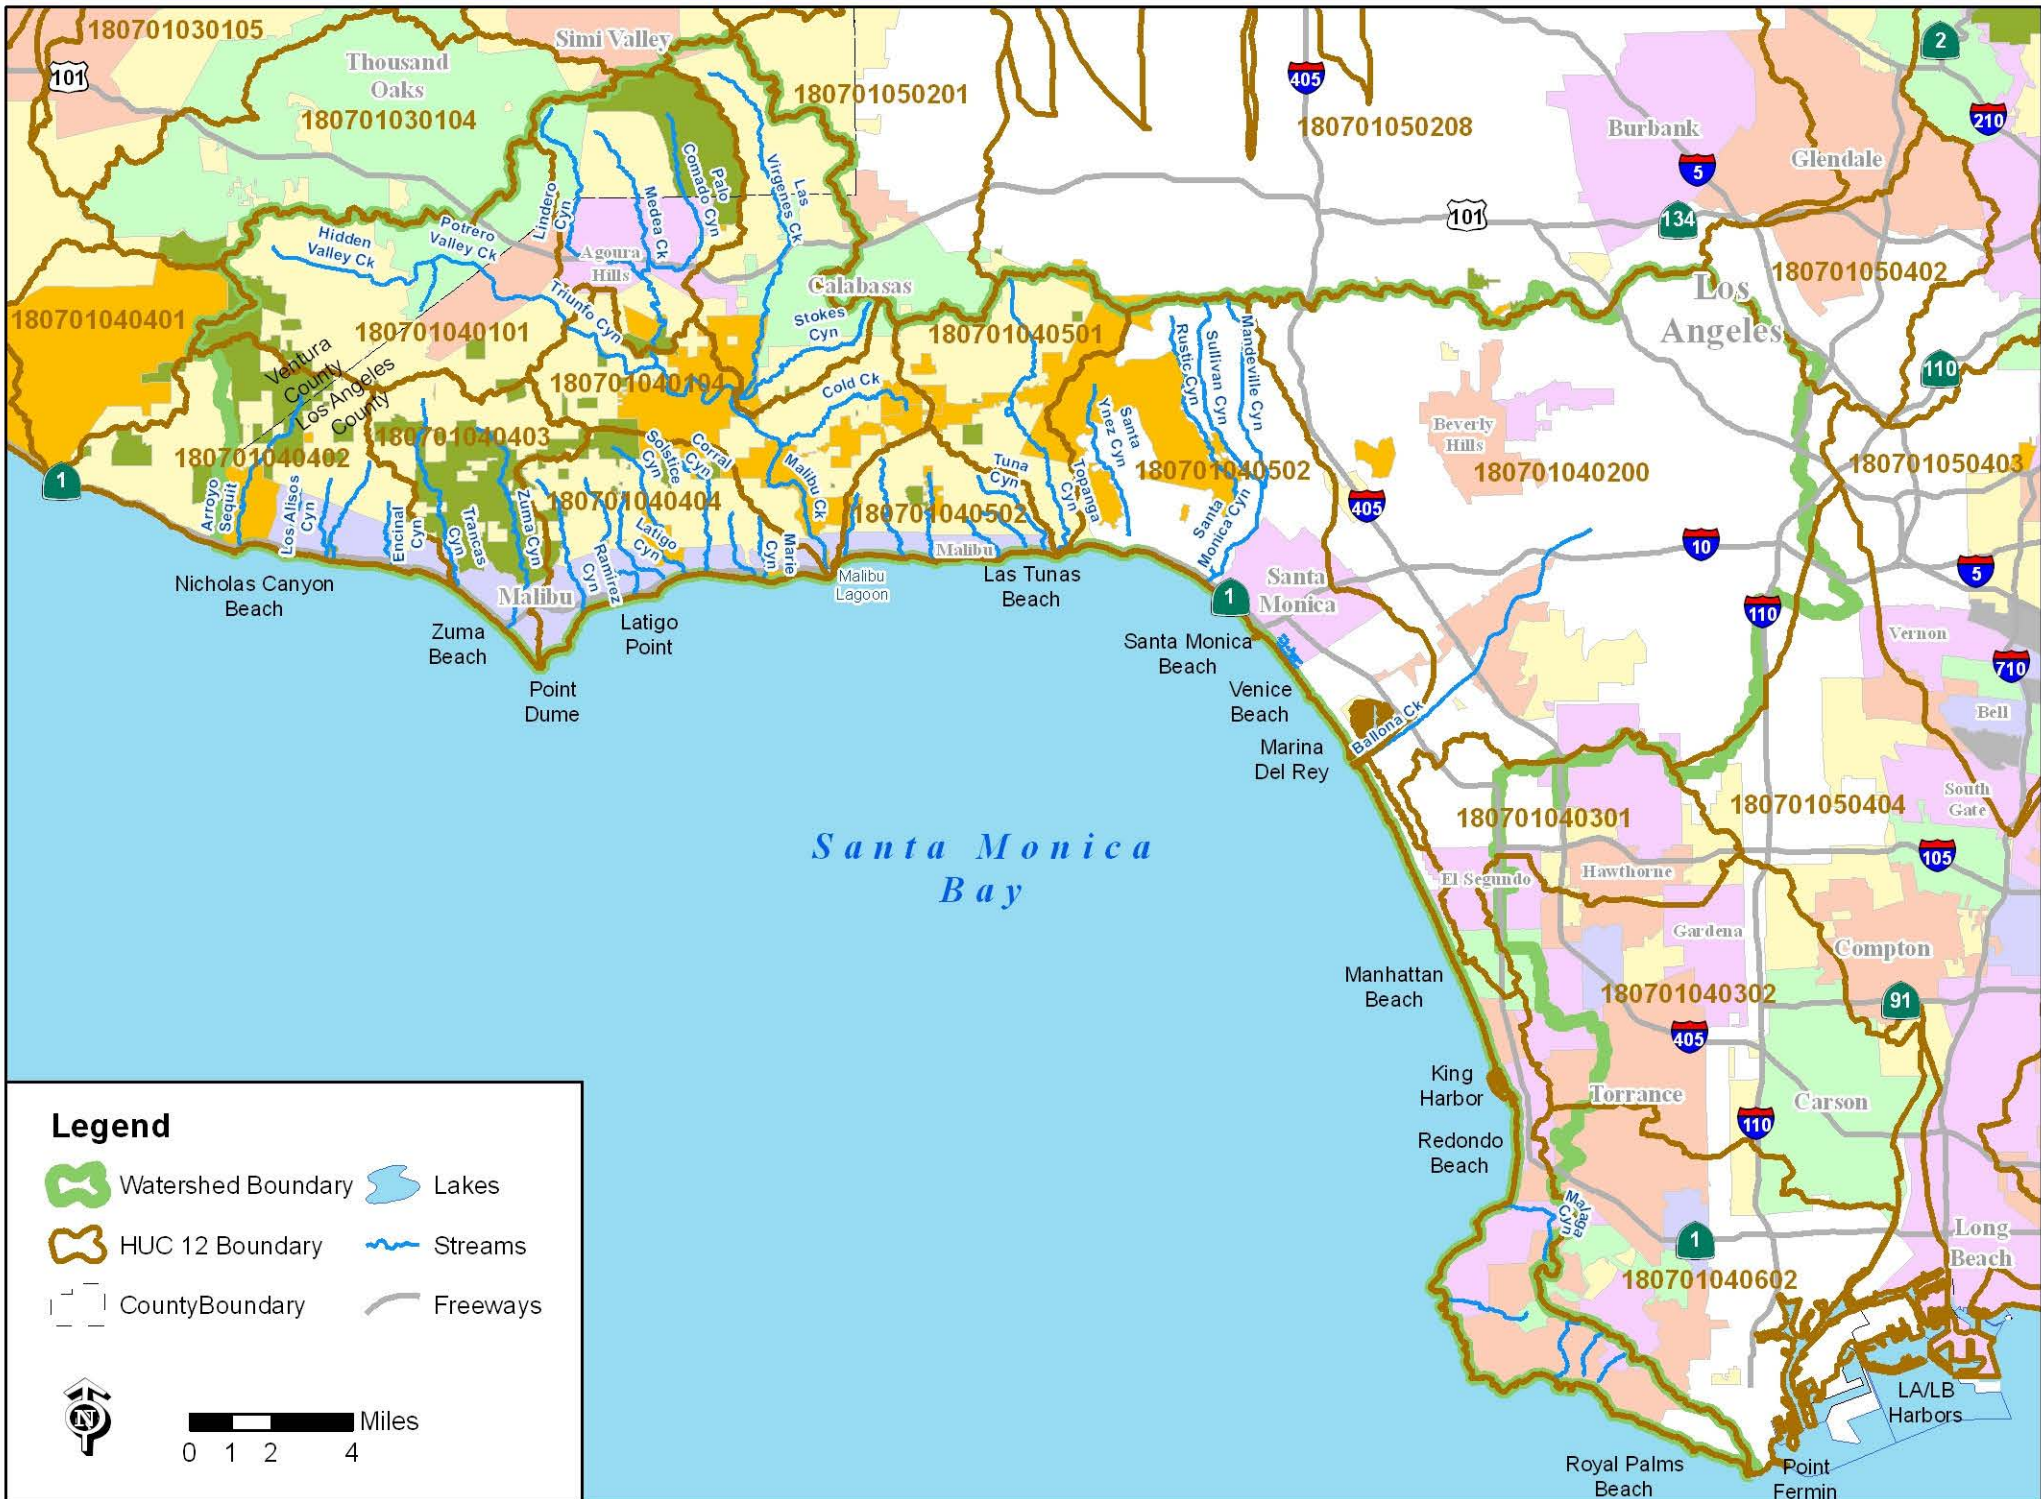 180701030105
Simi Valley
2
101
Thousand
Oaks
180701050201
405
210
180701030104
180701050208
Burbank
5
Glendale
Lindero
Cyn
Medea Ck
Palo
Comado Cyn
Las
Virgenes Ck
101
134
Hidden
Valley Ck
Potrero
Valley Ck
Agoura
Hills
Calabasas
180701050402
Los
Angeles
Triunfo Cyn
Stokes
Cyn
180701040401
180701040101
180701040501
Rustic Cyn
Sullivan Cyn
Mandeville Cyn
110
Ventura
County
Los Angeles
County
180701040104
Cold Ck
Santa
Ynez Cyn
Beverly
Hills
180701040403
180701040402
Solstice
Cyn
Corral
Cyn
Malibu Ck
Tuna
Cyn
Topanga
Cyn
180701040502
180701040200
180701050403
1
Arroyo
Sequit
Los Alisos
Cyn
Encinal
Cyn
Trancas
Cyn
Zuma Cyn
180701040404
Latigo
Cyn
Ramirez
Cyn
Marie
Cyn
180701040502
Santa
Monica Cyn
405
10
5
Malibu
Nicholas Canyon
Beach
Malibu
Malibu
Lagoon
Las Tunas
Beach
1
Santa
Monica
110
Vernon
Zuma
Beach
Latigo
Point
Santa Monica
Beach
710
Point
Dume
Venice
Beach
Bell
Marina
Del Rey
Ballona Ck
South
Gate
180701040301
180701050404
Santa Monica
Bay
105
El Segundo
Hawthorne
Gardena
Compton
Manhattan
Beach
180701040302
91
405
King
Harbor
Torrance
Carson
110
Redondo
Beach
Malaga
Cyn
1
Long
Beach
180701040602
LA/LB
Harbors
Royal Palms
Beach
Point
Fermin
Legend
Watershed Boundary
Lakes
HUC 12 Boundary
Streams
CountyBoundary
Freeways
N
Miles
0 1 2 4